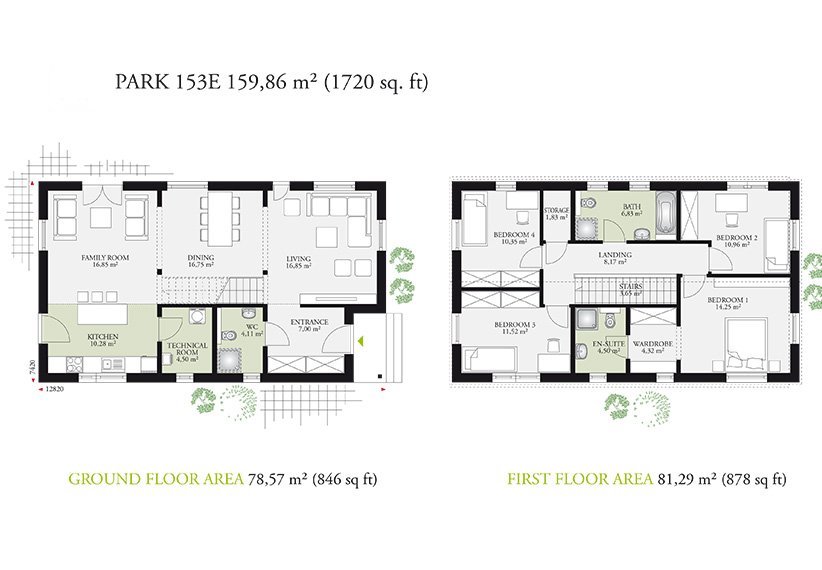 PARK 153E 159,86 m² (1720 sq. ft)
FAMILY ROOM
16,85 m²
DINING
16,75 m²
LIVING
16,85 m²
KITCHEN
10,28 m²
TECHNICAL
ROOM
4,50 m²
WC
4,11 m²
ENTRANCE
7,00 m²
7420
12820
BEDROOM 4
10,35 m²
STORAGE
1,83 m²
BATH
6,83 m²
BEDROOM 2
10,96 m²
LANDING
8,17 m²
STAIRS
3,65 m²
BEDROOM 1
14,25 m²
BEDROOM 3
11,52 m²
EN-SUITE
4,50 m²
WARDROBE
4,32 m²
GROUND FLOOR AREA 78,57 m² (846 sq ft)
FIRST FLOOR AREA 81,29 m² (878 sq ft)